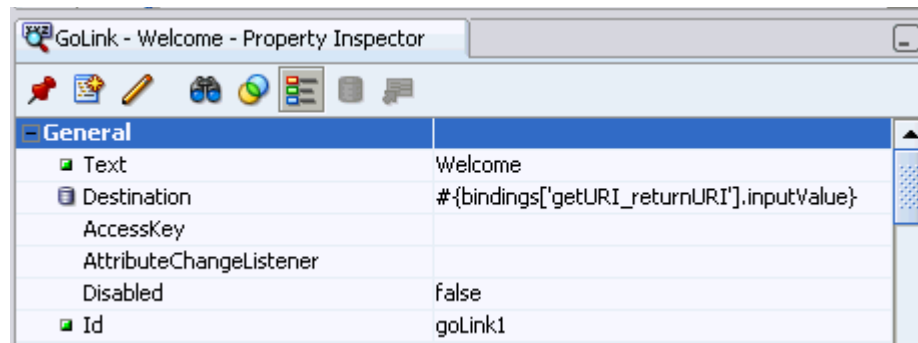 GoLink - Welcome - Property Inspector
General
Text Welcome
Destination #{bindings['getURI_returnURI'].inputValue}
AccessKey
AttributeChangeListener
Disabled false
Id goLink1